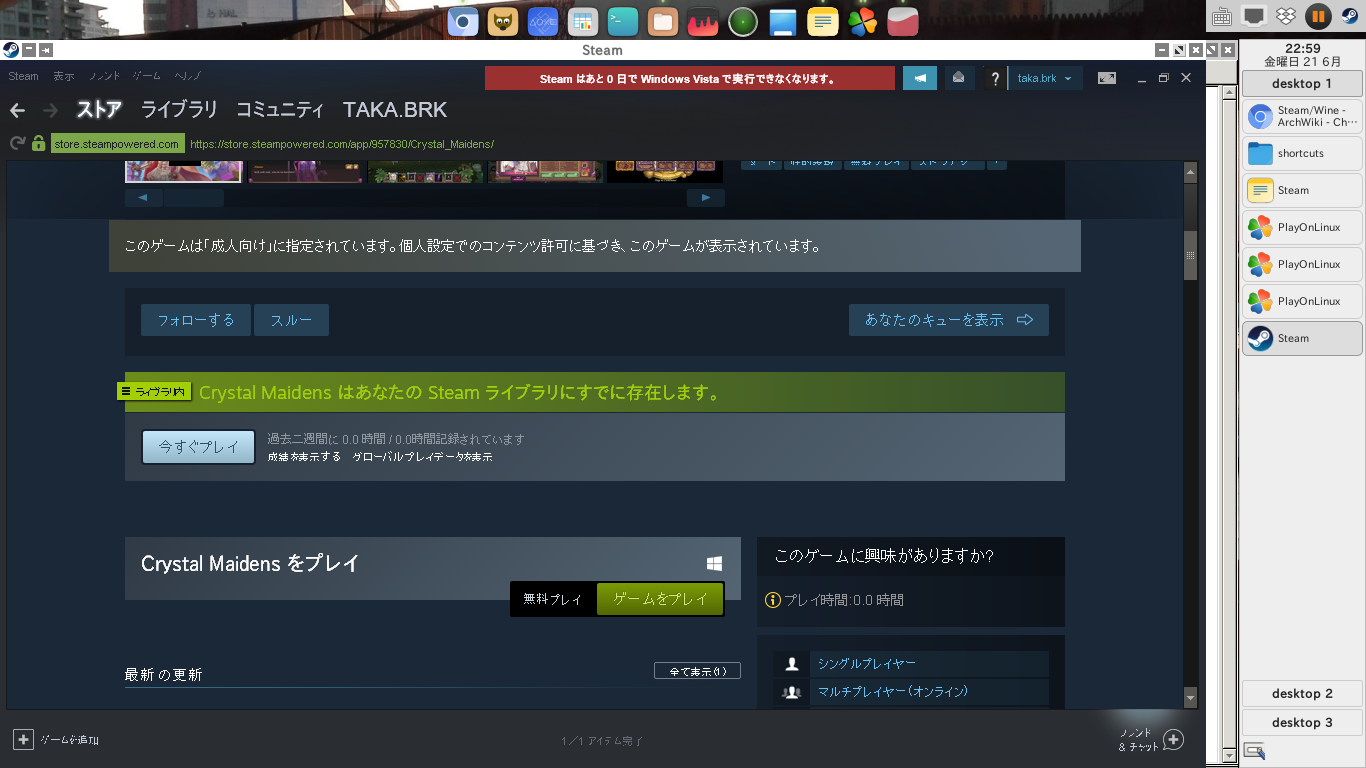 Steam
Steam 表示 フレンド ゲーム ヘルプ
Steam はあと 0 日で Windows Vista で実行できなくなります。
?
taka.brk
ストア ライブラリ コミュニティ TAKA.BRK
store.steampowered.com https://store.steampowered.com/app/957830/Crystal_Maidens/
無料プレイ
このゲームは「成人向け」に指定されています。個人設定でのコンテンツ許可に基づき、このゲームが表示されています。
フォローする スルー あなたのキューを表示
ライブラリ内 Crystal Maidens はあなたの Steam ライブラリにすでに存在します。
今すぐプレイ
過去二週間に 0.0 時間 / 0.0時間記録されています
成績を表示する グローバルプレイデータを表示
Crystal Maidens をプレイ
無料プレイ ゲームをプレイ
最新の更新
全て表示(1)
このゲームに興味がありますか?
プレイ時間:0.0 時間
シングルプレイヤー
マルチプレイヤー(オンライン)
ゲームを追加
1 / 1 アイテム完了
フレンド
& チャット
22:59
金曜日 21 6月
desktop 1
Steam/Wine -
ArchWiki - Ch⋯
shortcuts
Steam
PlayOnLinux
PlayOnLinux
PlayOnLinux
Steam
desktop 2
desktop 3